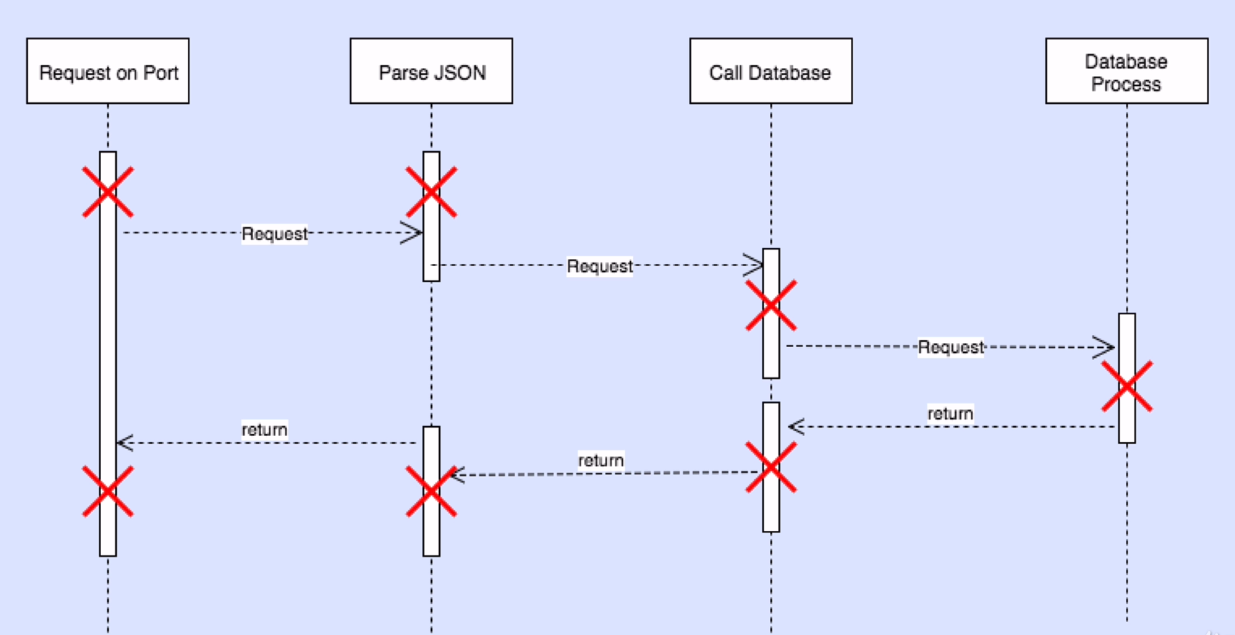 Request on Port
Parse JSON
Call Database
Database
Process
Request
Request
Request
return
return
return